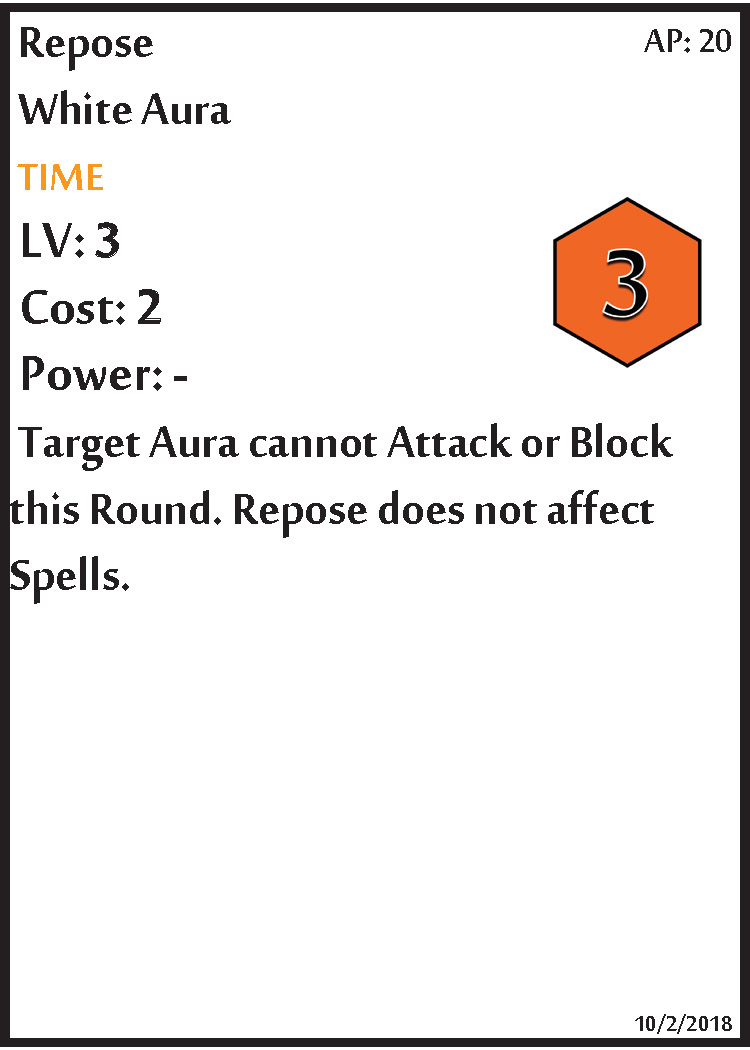 Repose
AP: 20
White Aura
TIME
LV: 3
3
Cost: 2
Power: -
Target Aura cannot Attack or Block
this Round. Repose does not affect
Spells.
10/2/2018